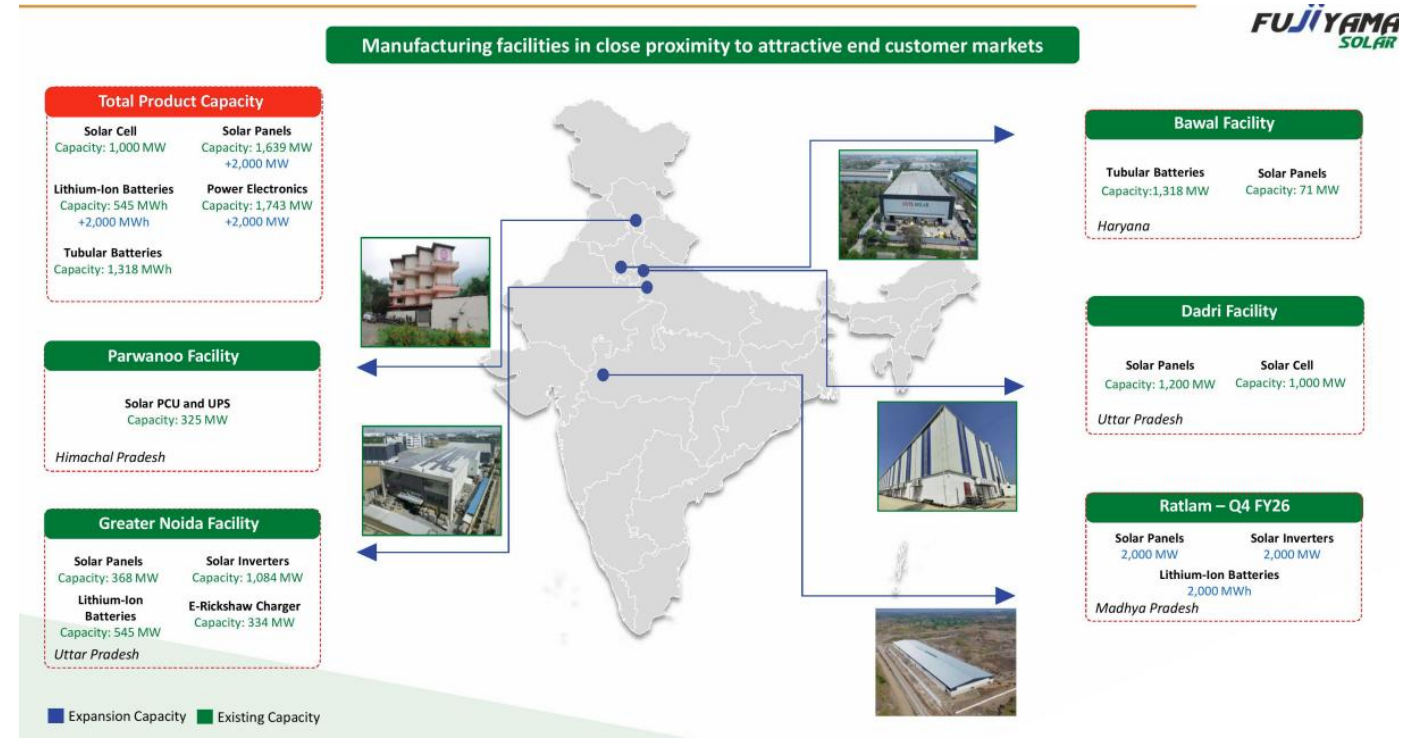 FUJIYAMA
SOLAR
Manufacturing facilities in close proximity to attractive end customer markets
Total Product Capacity
Solar Cell
Capacity: 1,000 MW
Solar Panels
Capacity: 1,639 MW
+2,000 MW
Lithium-Ion Batteries
Capacity: 545 MWh
+2,000 MWh
Power Electronics
Capacity: 1,743 MW
+2,000 MW
Tubular Batteries
Capacity: 1,318 MWh
Parwanoo Facility
Solar PCU and UPS
Capacity: 325 MW
Himachal Pradesh
Greater Noida Facility
Solar Panels
Capacity: 368 MW
Solar Inverters
Capacity: 1,084 MW
Lithium-Ion
Batteries
Capacity: 545 MW
E-Rickshaw Charger
Capacity: 334 MW
Uttar Pradesh
Bawal Facility
Tubular Batteries
Capacity:1,318 MW
Solar Panels
Capacity: 71 MW
Haryana
Dadri Facility
Solar Panels
Capacity: 1,200 MW
Solar Cell
Capacity: 1,000 MW
Uttar Pradesh
Ratlam – Q4 FY26
Solar Panels
2,000 MW
Solar Inverters
2,000 MW
Lithium-Ion Batteries
2,000 MWh
Madhya Pradesh
Expansion Capacity
Existing Capacity